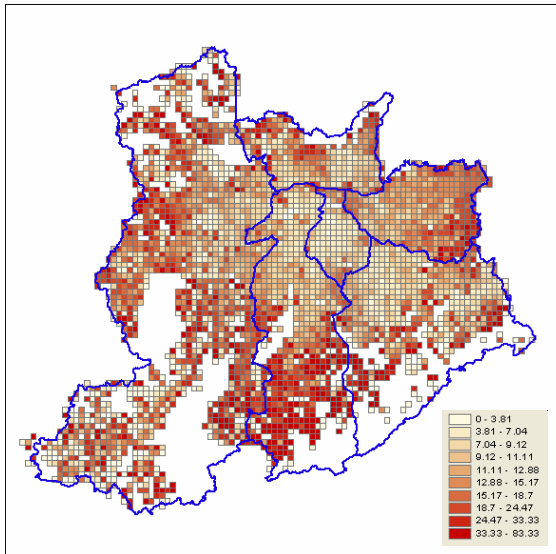 0 - 3.81
3.81 - 7.04
7.04 - 9.12
9.12 - 11.11
11.11 - 12.88
12.88 - 15.17
15.17 - 18.7
18.7 - 24.47
24.47 - 33.33
33.33 - 83.33